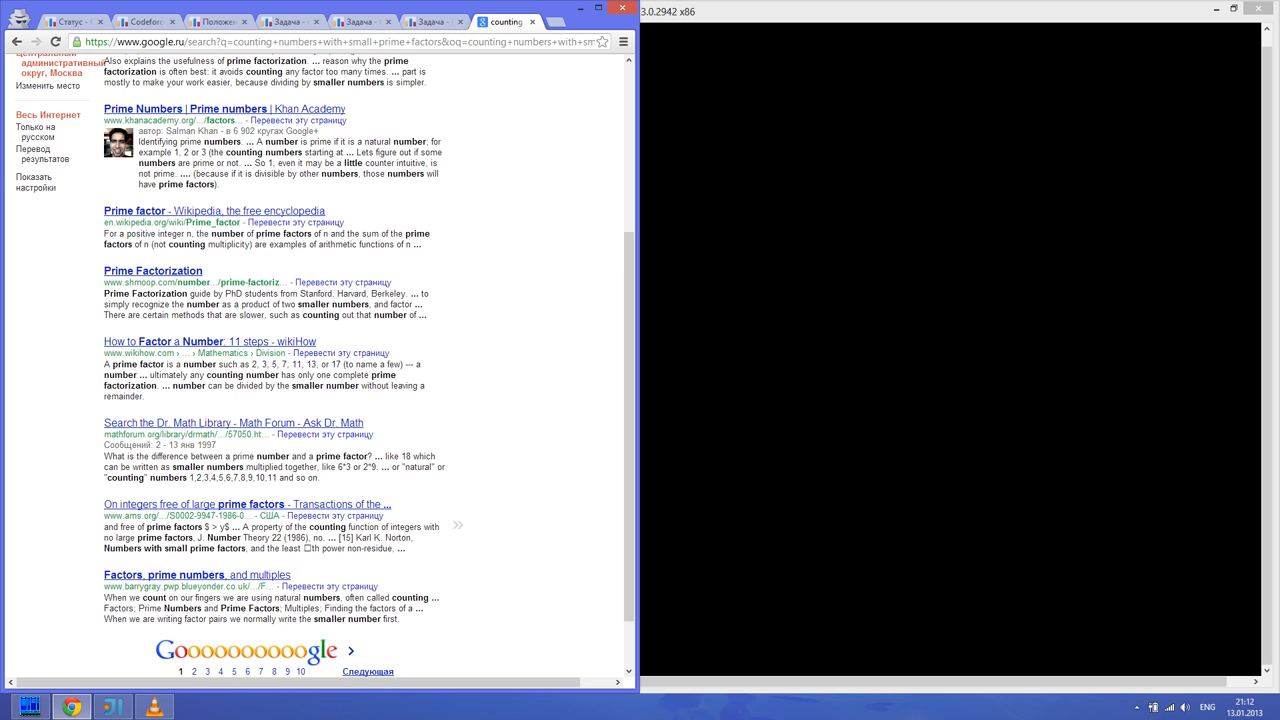 3.0.2942 x86
Статус - C
Codeforc
Положен
Задача - C
Задача - I
Задача - D
counting
https://www.google.ru/search?q=counting+numbers+with+small+prime+factors&oq=counting+numbers+with+sm
Центральный
административный
округ, Москва
Изменить место
Весь Интернет
Только на
русском
Перевод
результатов
Показать
настройки
Also explains the usefulness of prime factorization. ... reason why the prime
factorization is often best: it avoids counting any factor too many times. ... part is
mostly to make your work easier, because dividing by smaller numbers is simpler.
Prime Numbers | Prime numbers | Khan Academy
www.khanacademy.org/.../factors... - Перевести эту страницу
автор: Salman Khan - в 6 902 кругах Google+
Identifying prime numbers. ... A number is prime if it is a natural number; for
example 1, 2 or 3 (the counting numbers starting at ... Lets figure out if some
numbers are prime or not. ... So 1, even it may be a little counter intuitive, is
not prime. .... (because if it is divisible by other numbers, those numbers will
have prime factors).
Prime factor - Wikipedia, the free encyclopedia
en.wikipedia.org/wiki/Prime_factor - Перевести эту страницу
For a positive integer n, the number of prime factors of n and the sum of the prime
factors of n (not counting multiplicity) are examples of arithmetic functions of n ...
Prime Factorization
www.shmoop.com/number.../prime-factoriz... - Перевести эту страницу
Prime Factorization guide by PhD students from Stanford, Harvard, Berkeley. ... to
simply recognize the number as a product of two smaller numbers, and factor ...
There are certain methods that are slower, such as counting out that number of ...
How to Factor a Number: 11 steps - wikiHow
www.wikihow.com › ... › Mathematics › Division - Перевести эту страницу
A prime factor is a number such as 2, 3, 5, 7, 11, 13, or 17 (to name a few) --- a
number ... ultimately any counting number has only one complete prime
factorization. ... number can be divided by the smaller number without leaving a
remainder.
Search the Dr. Math Library - Math Forum - Ask Dr. Math
mathforum.org/library/drmath/.../57050.ht... - Перевести эту страницу
Сообщений: 2 - 13 янв 1997
What is the difference between a prime number and a prime factor? ... like 18 which
can be written as smaller numbers multiplied together, like 6*3 or 2*9. ... or "natural" or
"counting" numbers 1,2,3,4,5,6,7,8,9,10,11 and so on.
On integers free of large prime factors - Transactions of the ...
www.ams.org/.../S0002-9947-1986-0... - США - Перевести эту страницу
and free of prime factors $ > y$ ... A property of the counting function of integers with
no large prime factors, J. Number Theory 22 (1986), no. ... [15] Karl K. Norton,
Numbers with small prime factors, and the least □th power non-residue, ...
Factors, prime numbers, and multiples
www.barrygray.pwp.blueyonder.co.uk/.../F... - Перевести эту страницу
When we count on our fingers we are using natural numbers, often called counting ...
Factors; Prime Numbers and Prime Factors; Multiples; Finding the factors of a ...
When we are writing factor pairs we normally write the smaller number first.
Goooooooooogle
1 2 3 4 5 6 7 8 9 10 Следующая
ENG
21:12
13.01.2013